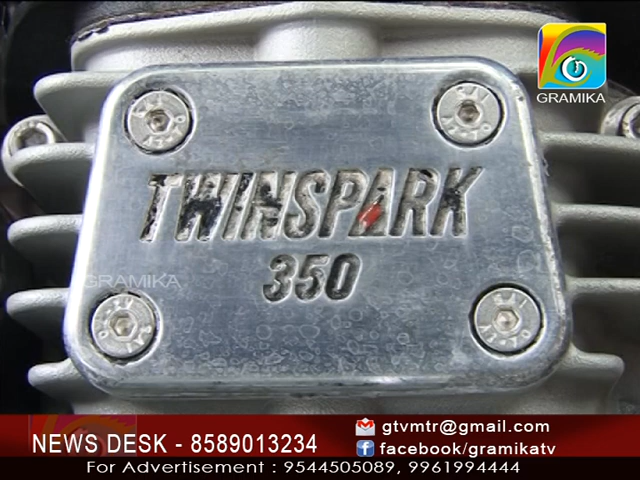 GRAMIKA
TWINSPARK
350
GRAMIKA
NEWS DESK - 8589013234
gtvmtr@gmail.com
facebook/gramikatv
For Advertisement : 9544505089, 9961994444